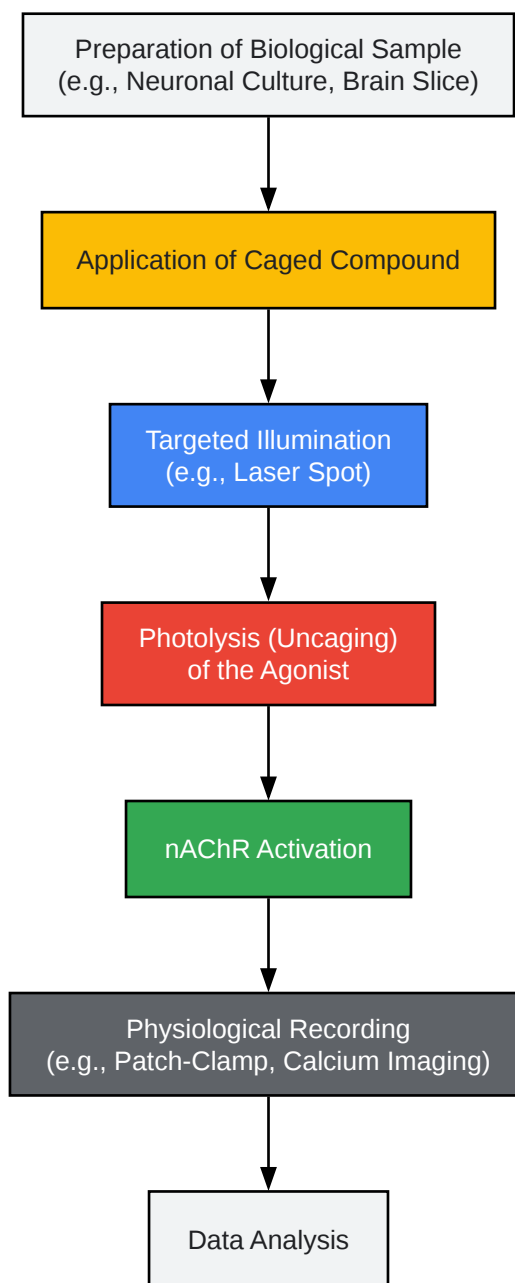 Preparation of Biological Sample
(e.g., Neuronal Culture, Brain Slice)
Application of Caged Compound
Targeted Illumination
(e.g., Laser Spot)
Photolysis (Uncaging)
of the Agonist
nAChR Activation
Physiological Recording
(e.g., Patch-Clamp, Calcium Imaging)
Data Analysis